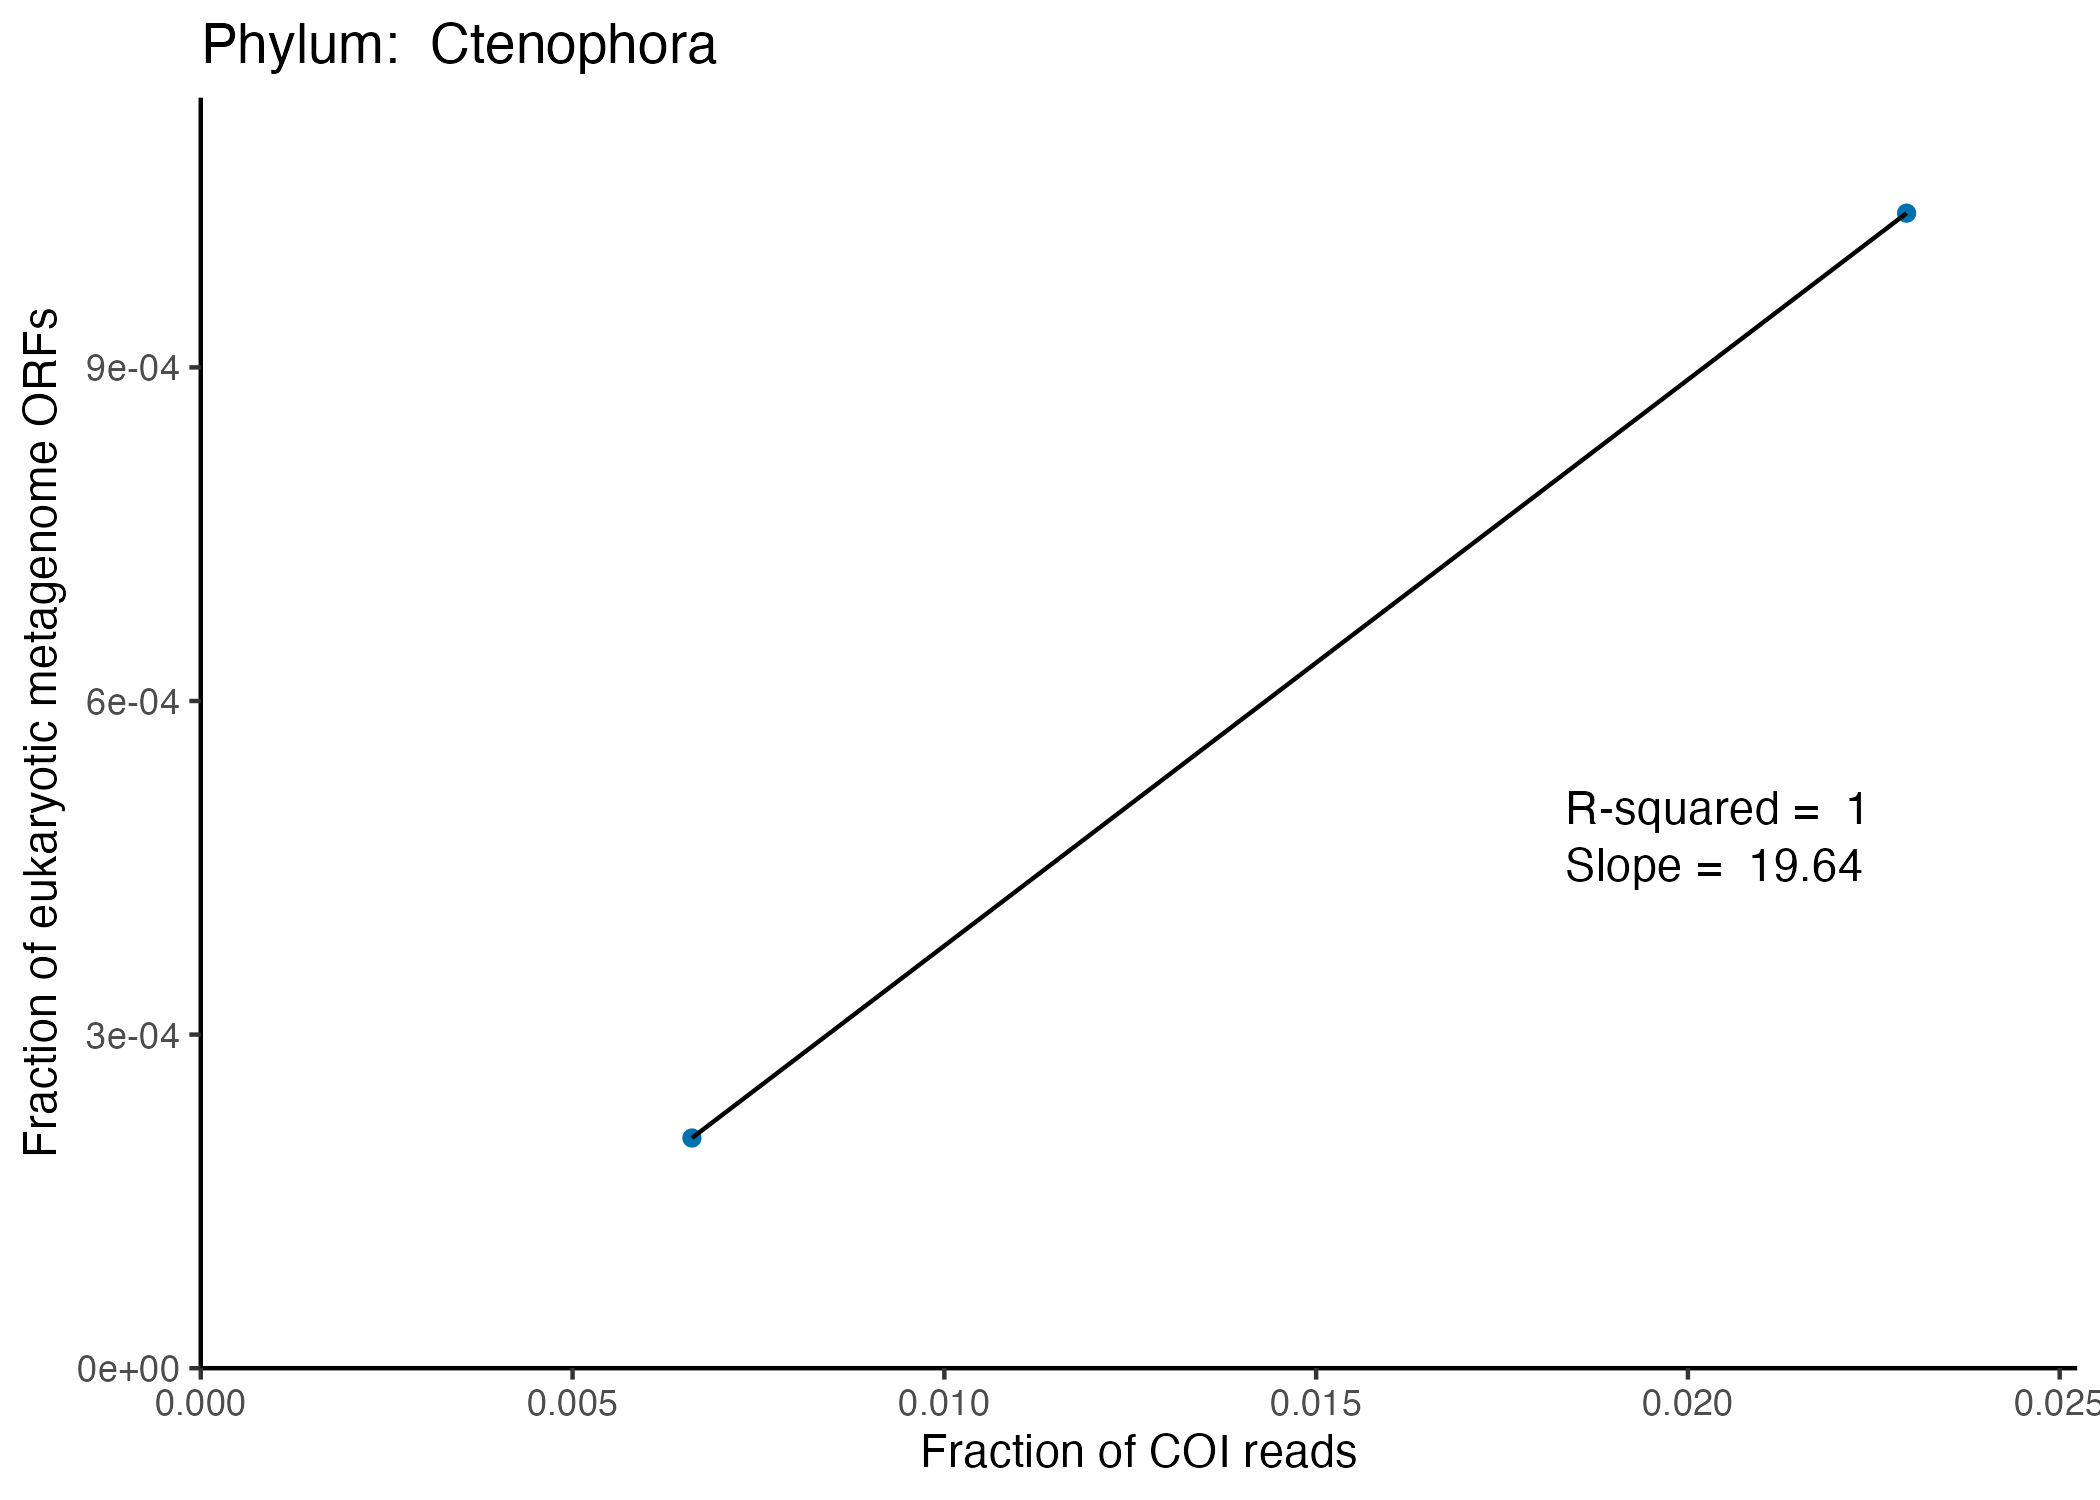 Phylum:  Ctenophora
Fraction of eukaryotic metagenome ORFs
9e-04
6e-04
3e-04
0e+00
R-squared =  1
Slope =  19.64
0.000 0.005 0.010 0.015 0.020 0.025
Fraction of COI reads